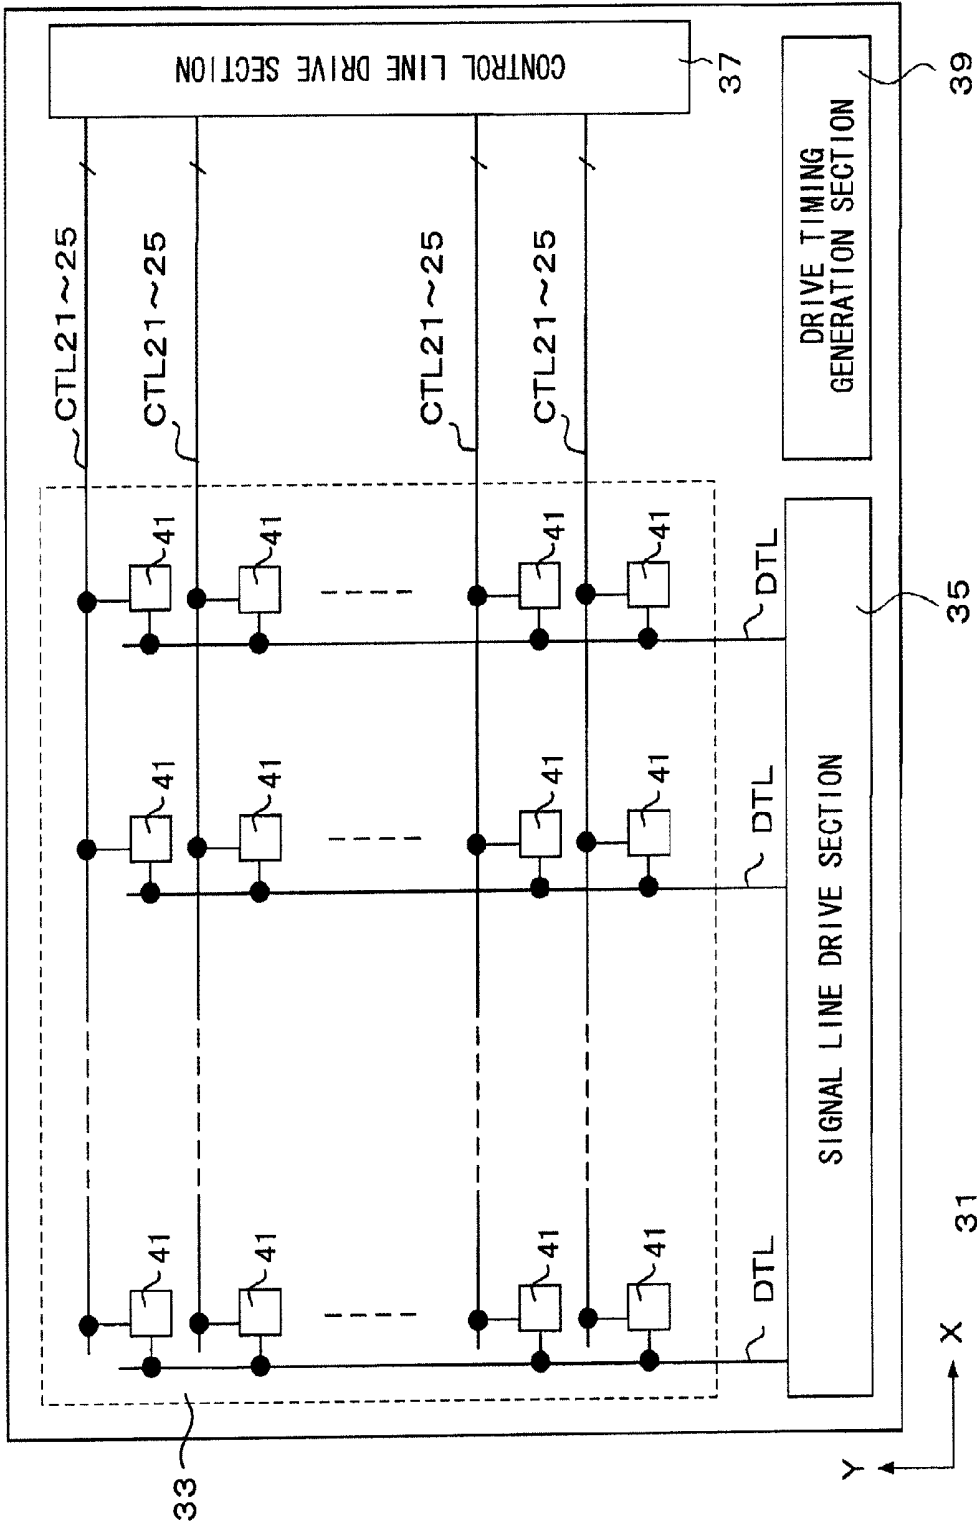 33
CONTROL LINE DRIVE SECTION
37
CTL21~25
CTL21~25
CTL21~25
CTL21~25
41
41
41
41
41
41
41
41
41
41
41
41
DTL
DTL
DTL
SIGNAL LINE DRIVE SECTION
35
DRIVE TIMING
GENERATION SECTION
39
Y
X
31